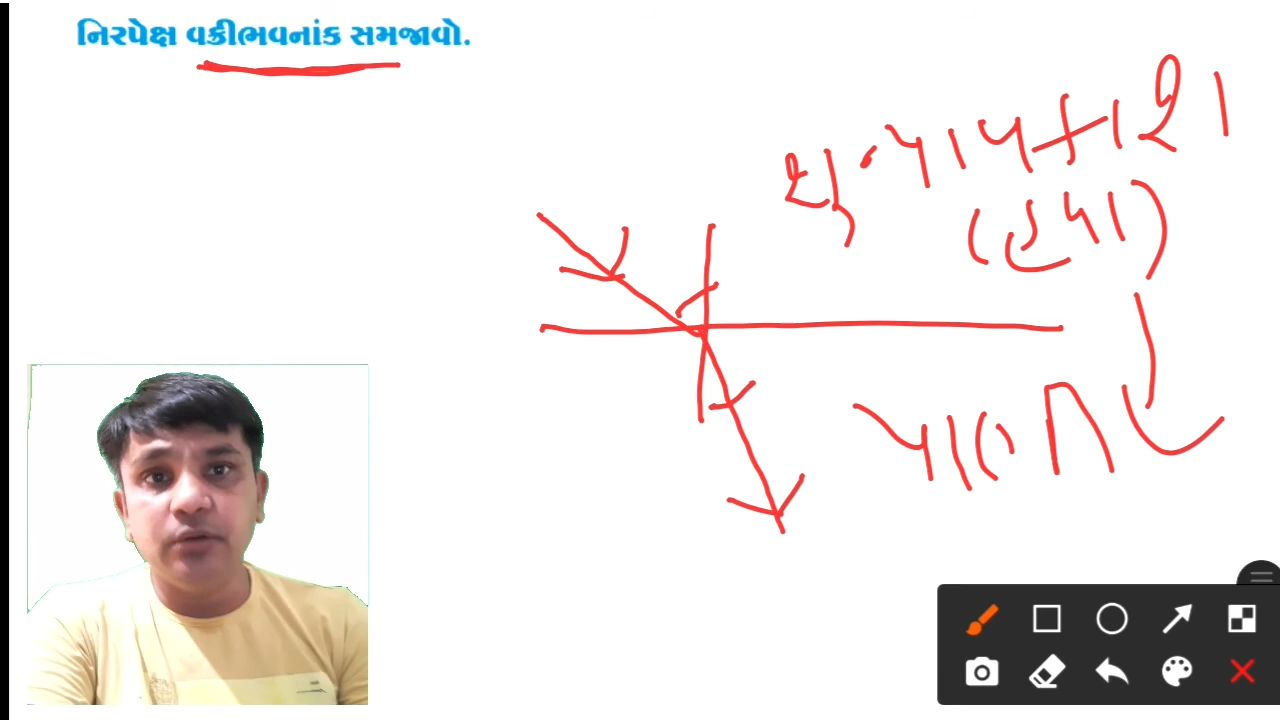 નિરપેક્ષ વક્રીભવનાંક સમજાવો.
શૂન્યાવકાશ
(હવા)
પાણી